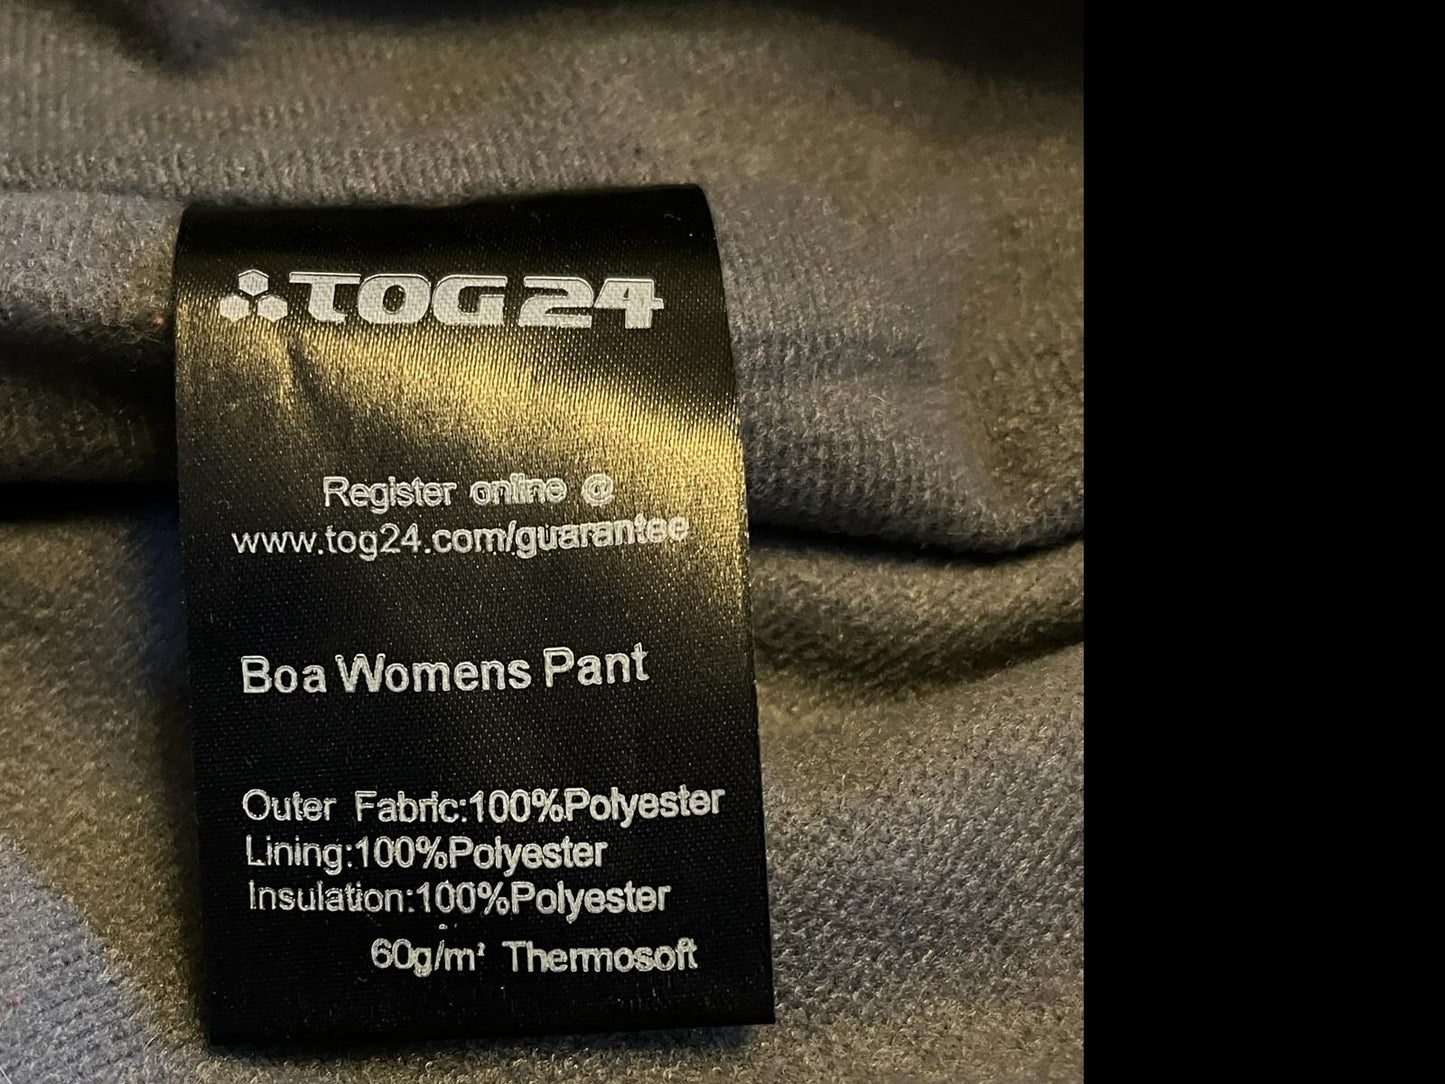 TOG24
Register online @
www.tog24.com/guarantee
Boa Womens Pant
Outer Fabric:100%Polyester
Lining:100%Polyester
Insulation:100%Polyester
60g/m² Thermosoft